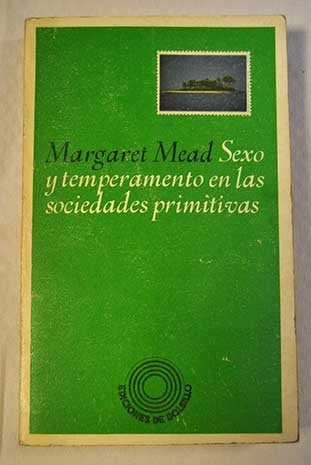 Margaret Mead Sexo
y temperamento en las
sociedades primitivas
EDICIONES DE BOLSILLO